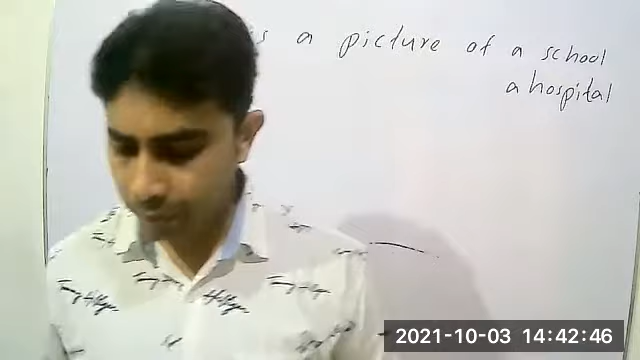 s a picture of a school
a hospital
2021-10-03 14:42:46